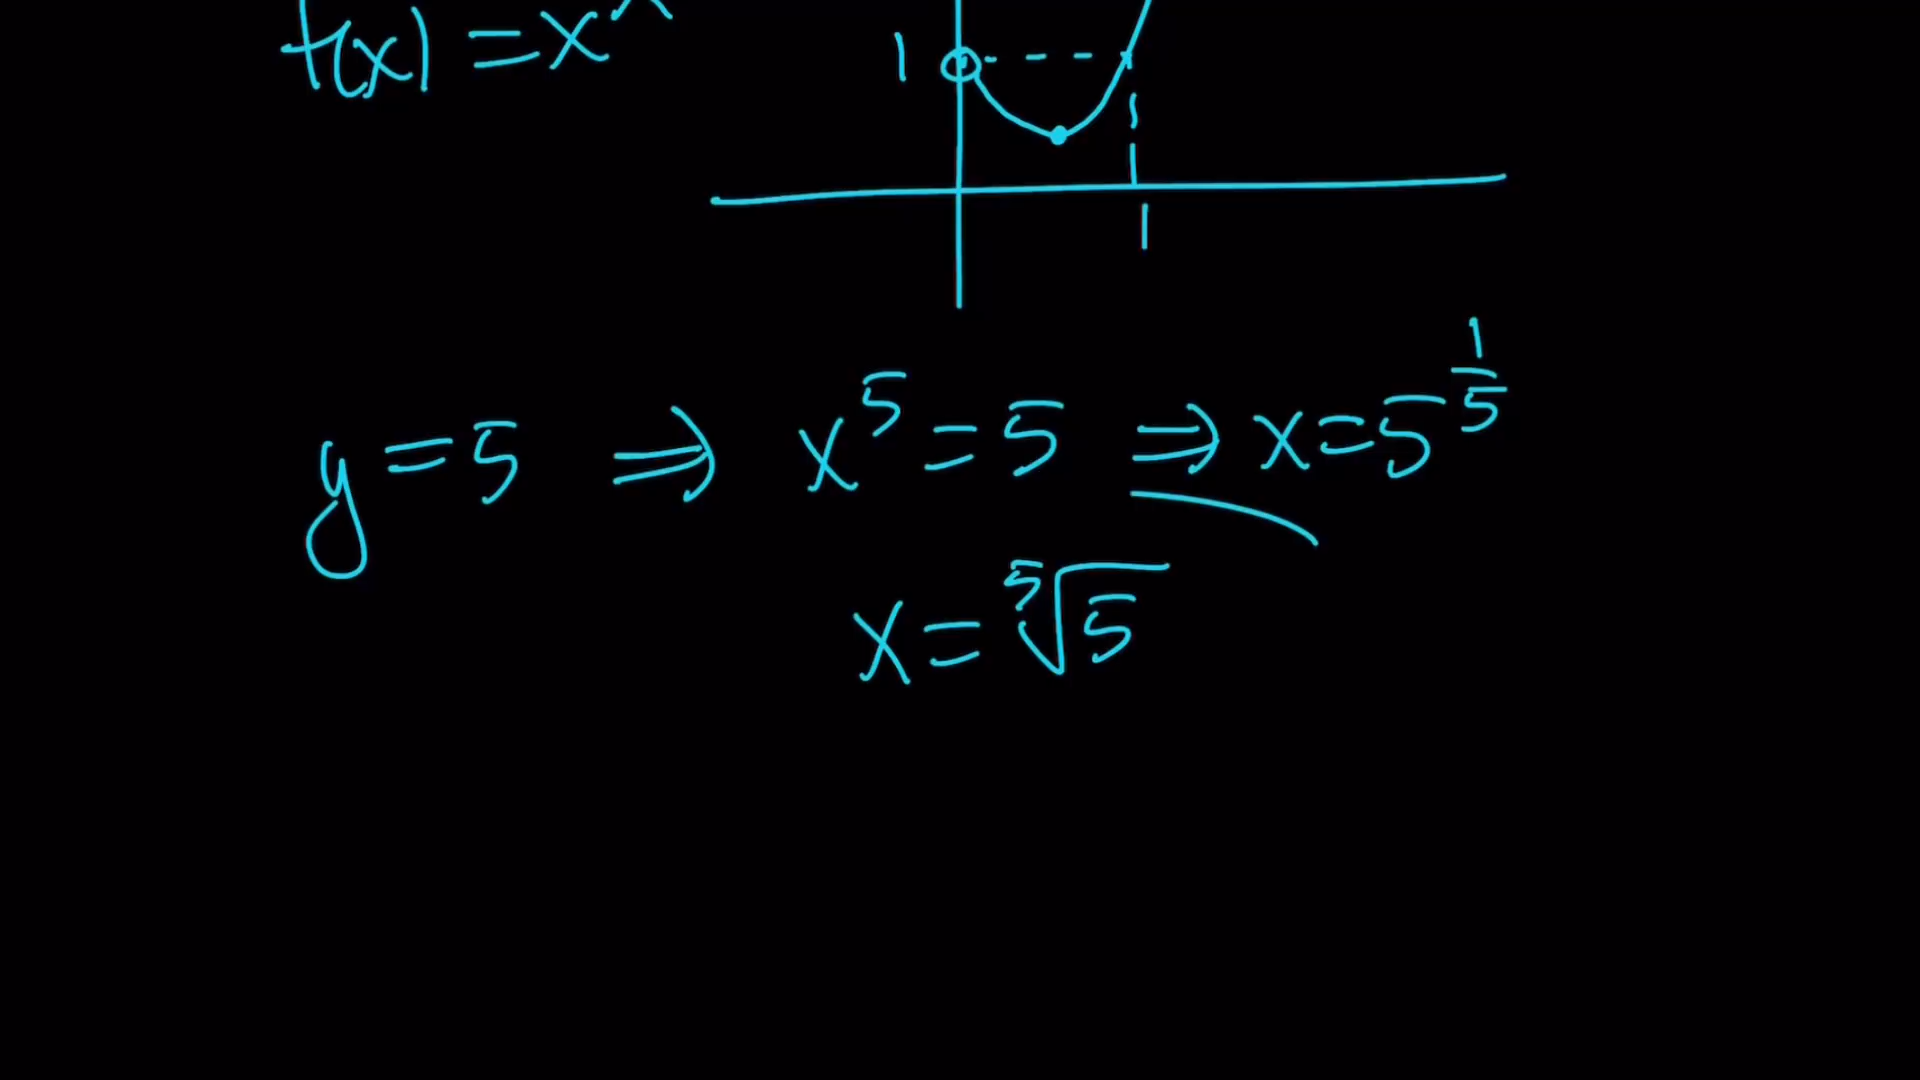 f(x) = x^x
1
1
y = 5 ⇒ x^5 = 5 ⇒ x = 5^{1/5}
x = ⁵√5